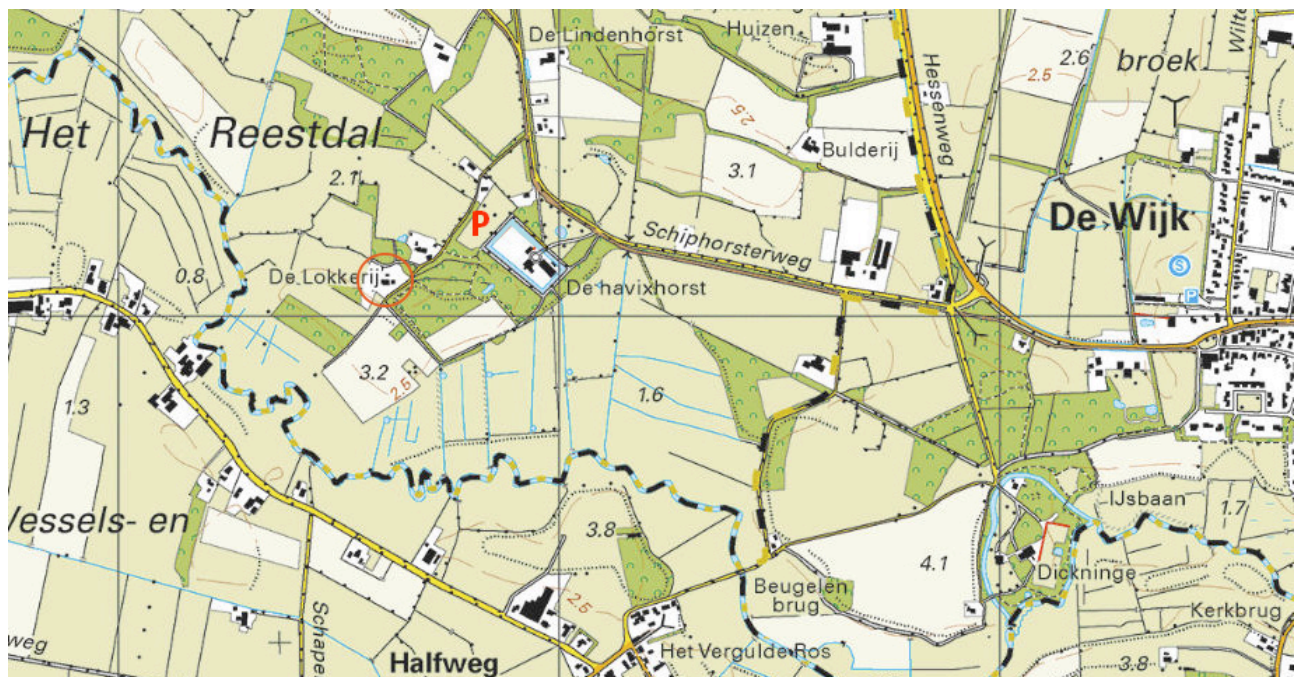 Huizen
De Lindenhorst
2.6
2.5
broek
Hessenweg
Het Reestdal
2.5
Bulderij
3.1
2.1
P
De Wijk
Schiphorsterweg
S
0.8
De Lokkerij
De havixhorst
P
3.2
2.5
1.6
1.3
Wessels- en
3.8
IJsbaan
1.7
4.1
2.5
Dickninge
Beugelen
brug
Kerkbrug
weg
Halfweg
Het Vergulde Ros
3.8